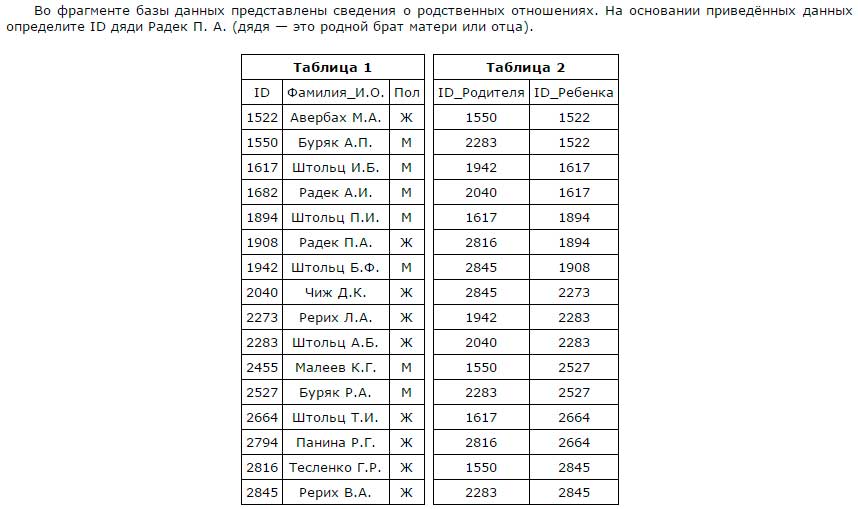 Во фрагменте базы данных представлены сведения о родственных отношениях. На основании приведённых данных
определите ID дяди Радек П. А. (дядя — это родной брат матери или отца).
Таблица 1 Таблица 2
ID Фамилия_И.О. Пол ID_Родителя ID_Ребенка
1522 Авербах М.А. Ж 1550 1522
1550 Буряк А.П. М 2283 1522
1617 Штольц И.Б. М 1942 1617
1682 Радек А.И. М 2040 1617
1894 Штольц П.И. М 1617 1894
1908 Радек П.А. Ж 2816 1894
1942 Штольц Б.Ф. М 2845 1908
2040 Чиж Д.К. Ж 2845 2273
2273 Рерих Л.А. Ж 1942 2283
2283 Штольц А.Б. Ж 2040 2283
2455 Малеев К.Г. М 1550 2527
2527 Буряк Р.А. М 2283 2527
2664 Штольц Т.И. Ж 1617 2664
2794 Панина Р.Г. Ж 2816 2664
2816 Тесленко Г.Р. Ж 1550 2845
2845 Рерих В.А. Ж 2283 2845